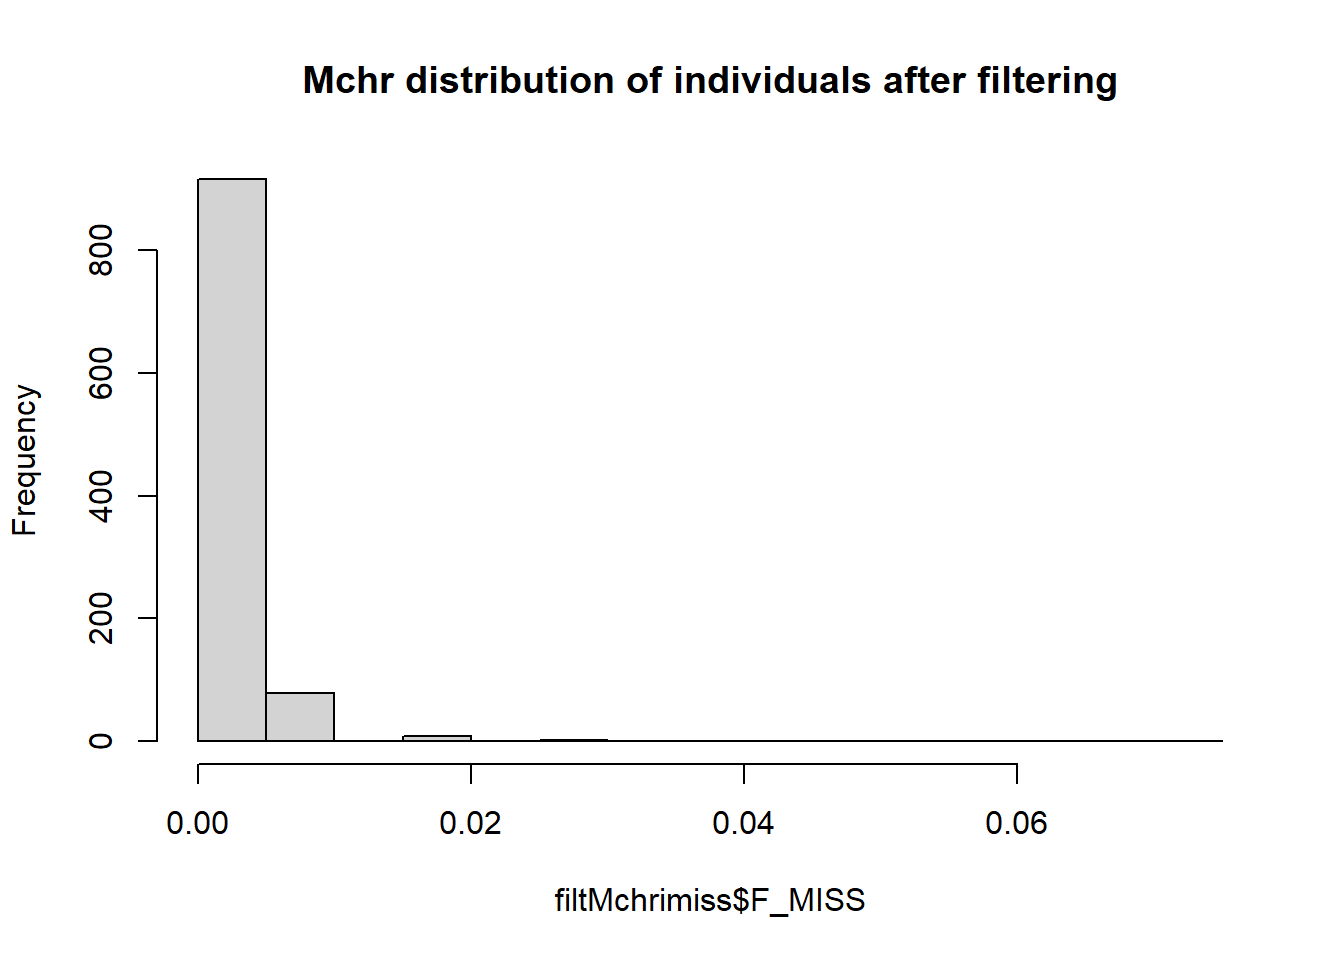 Mchr distribution of individuals after filtering
Frequency
800
600
400
200
0
0.00 0.02 0.04 0.06
filtMchrimiss$F_MISS